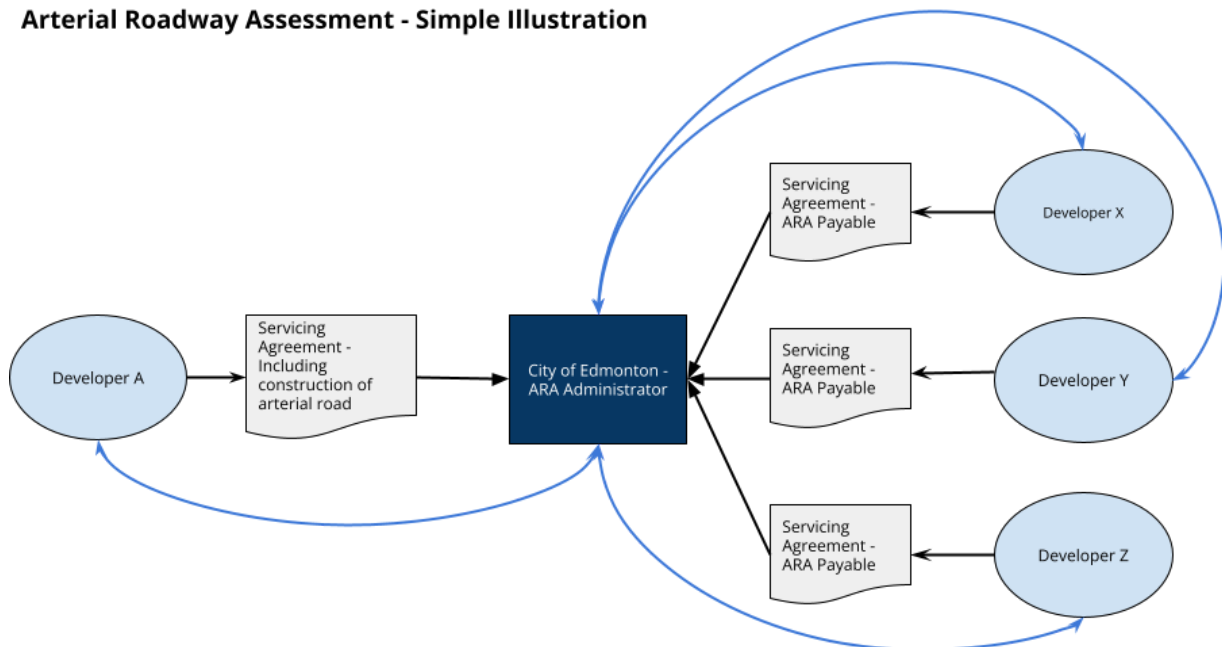 Arterial Roadway Assessment - Simple Illustration
Developer A
Servicing
Agreement -
Including
construction of
arterial road
City of Edmonton -
ARA Administrator
Servicing
Agreement -
ARA Payable
Developer X
Servicing
Agreement -
ARA Payable
Developer Y
Servicing
Agreement -
ARA Payable
Developer Z